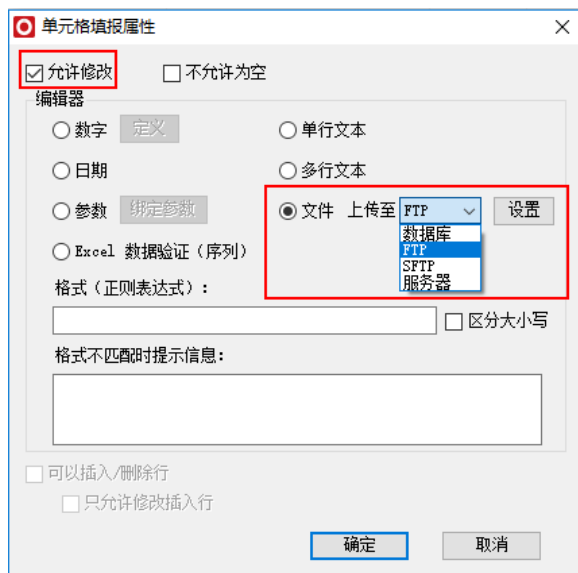 单元格填报属性
允许修改 不允许为空
编辑器
数字 定义 单行文本
日期 多行文本
参数 绑定参数 文件 上传至 FTP 设置
数据库
FTP
SFTP
服务器
Excel 数据验证（序列）
格式（正则表达式）：
区分大小写
格式不匹配时提示信息：
可以插入/删除行
只允许修改插入行
确定 取消